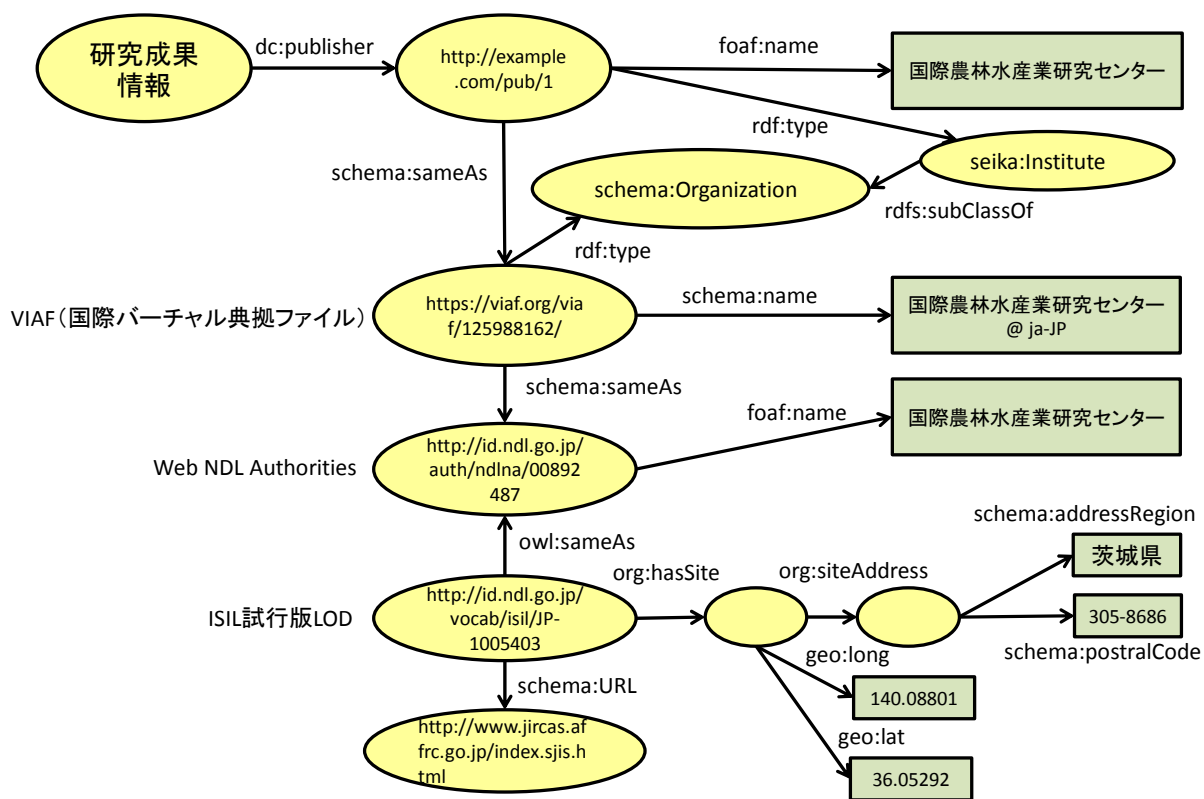 研究成果
情報
dc:publisher
http://example
.com/pub/1
foaf:name
国際農林水産業研究センター
rdf:type
seika:Institute
schema:sameAs
schema:Organization
rdfs:subClassOf
rdf:type
VIAF(国際バーチャル典拠ファイル)
https://viaf.org/via
f/125988162/
schema:name
国際農林水産業研究センター
@ ja-JP
schema:sameAs
foaf:name
国際農林水産業研究センター
Web NDL Authorities
http://id.ndl.go.jp/
auth/ndlna/00892
487
owl:sameAs
schema:addressRegion
茨城県
org:hasSite
org:siteAddress
ISIL試行版LOD
http://id.ndl.go.jp/
vocab/isil/JP-
1005403
305-8686
schema:postralCode
geo:long
140.08801
schema:URL
geo:lat
36.05292
http://www.jircas.af
frc.go.jp/index.sjis.h
tml